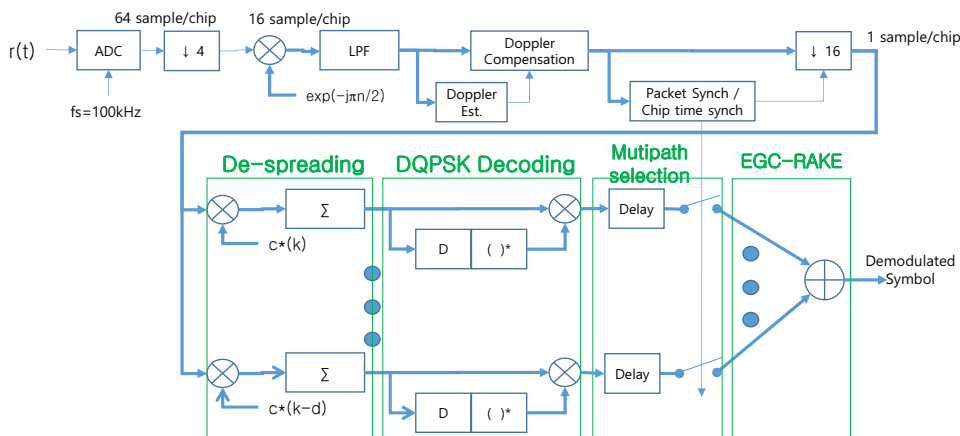 64 sample/chip
16 sample/chip
1 sample/chip
r(t)
ADC
↓ 4
LPF
Doppler
Compensation
↓ 16
exp(-jπn/2)
Doppler
Est.
Packet Synch /
Chip time synch
fs=100kHz
De-spreading
DQPSK Decoding
Mutipath
selection
EGC-RAKE
Σ
Delay
c*(k)
D
( )*
Demodulated
Symbol
Σ
Delay
c*(k-d)
D
( )*